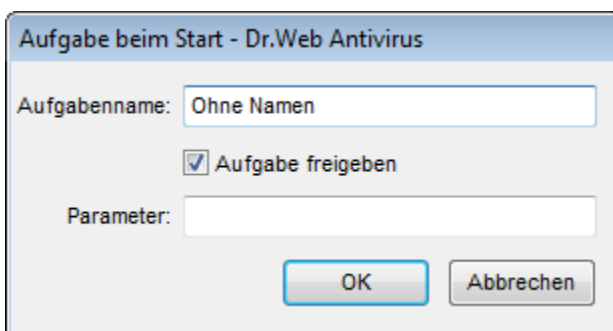 Aufgabe beim Start - Dr.Web Antivirus
Aufgabenname: Ohne Namen
Aufgabe freigeben
Parameter:
OK Abbrechen